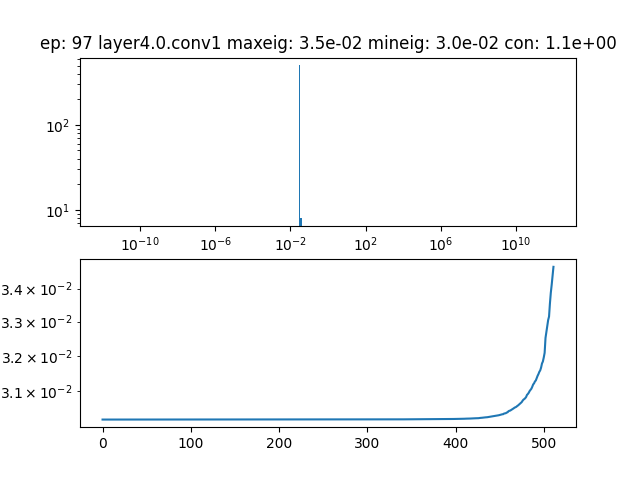 ep: 97 layer4.0.conv1 maxeig: 3.5e-02 mineig: 3.0e-02 con: 1.1e+00
10²
10¹
10⁻¹⁰ 10⁻⁶ 10⁻² 10² 10⁶ 10¹⁰
3.4 × 10⁻²
3.3 × 10⁻²
3.2 × 10⁻²
3.1 × 10⁻²
0 100 200 300 400 500